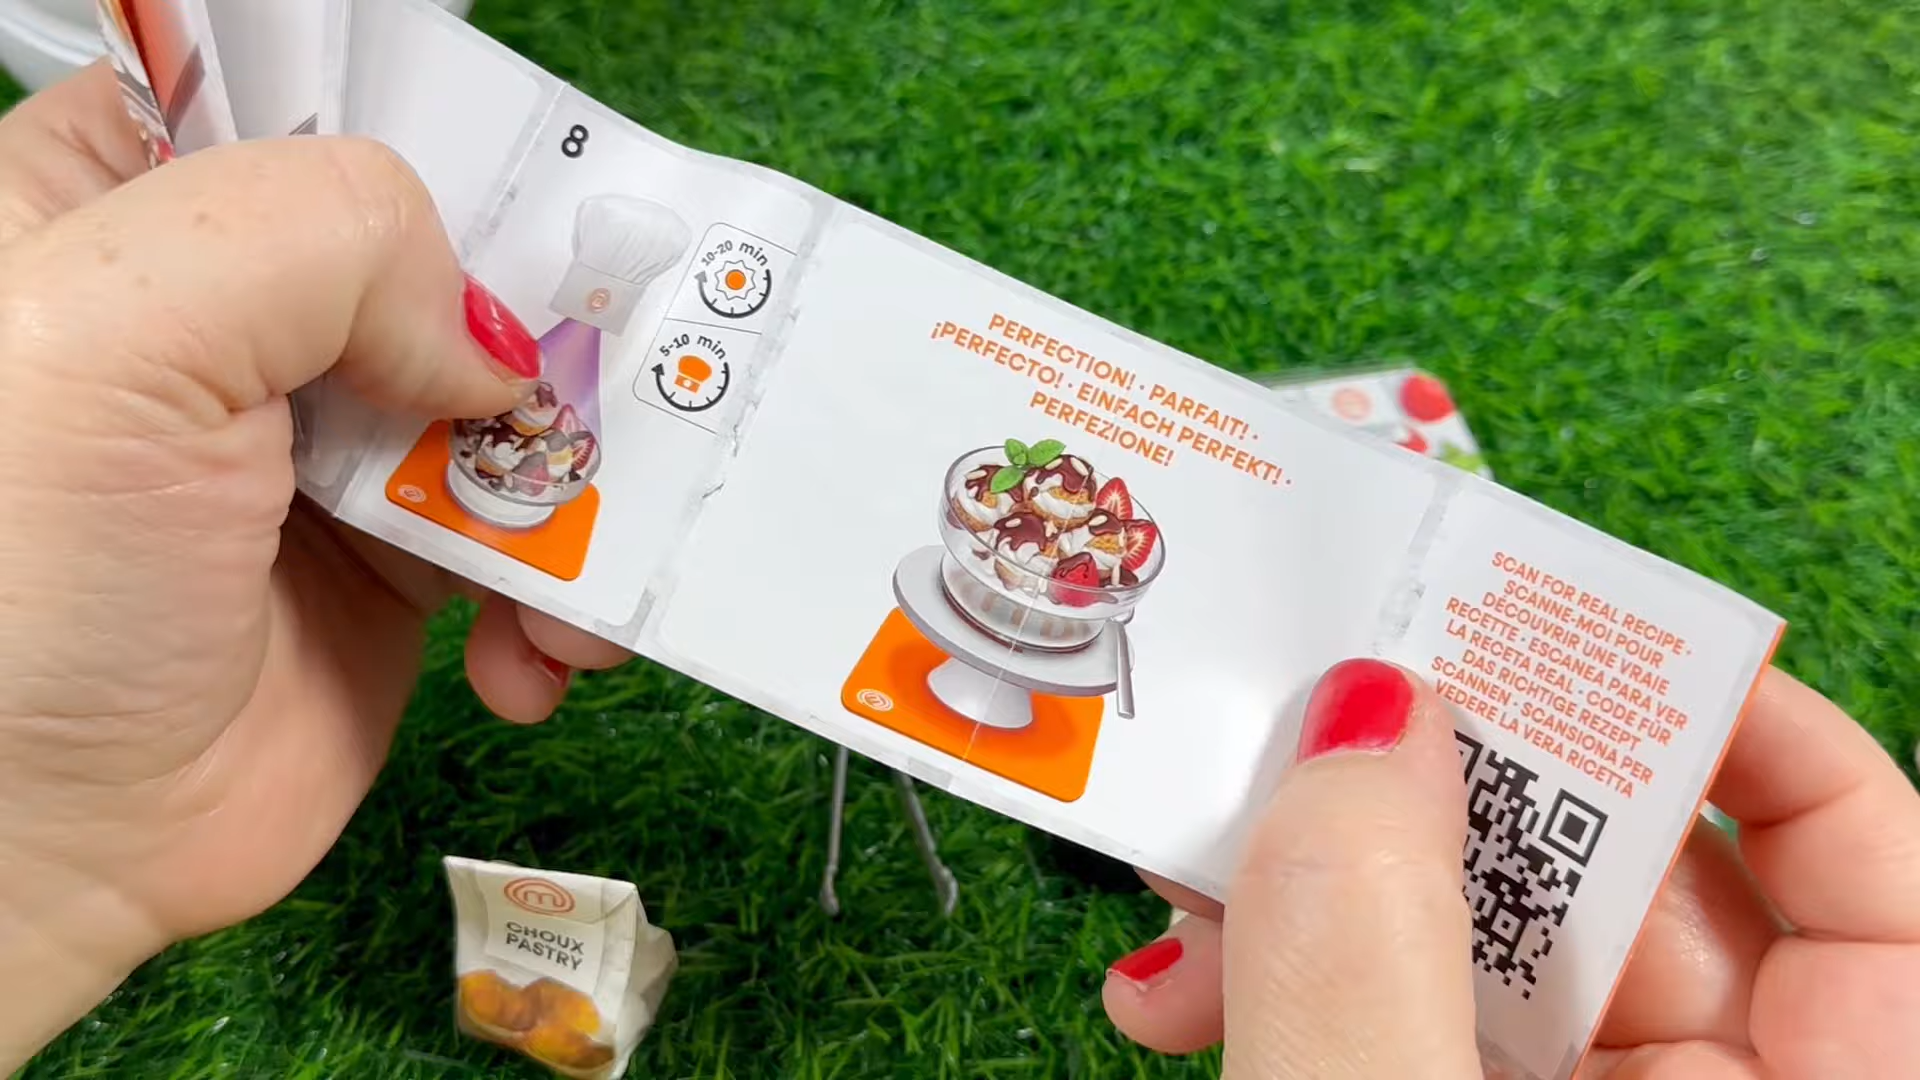 8
10-20 min
5-10 min
PERFECTION! · PARFAIT! ·
¡PERFECTO! · EINFACH PERFEKT! ·
PERFEZIONE!
SCAN FOR REAL RECIPE ·
SCANNE-MOI POUR
DÉCOUVRIR UNE VRAIE
RECETTE · ESCANEA PARA VER
LA RECETA REAL · CODE FÜR
DAS RICHTIGE REZEPT
SCANNEN · SCANSIONA PER
VEDERE LA VERA RICETTA
CHOUX
PASTRY